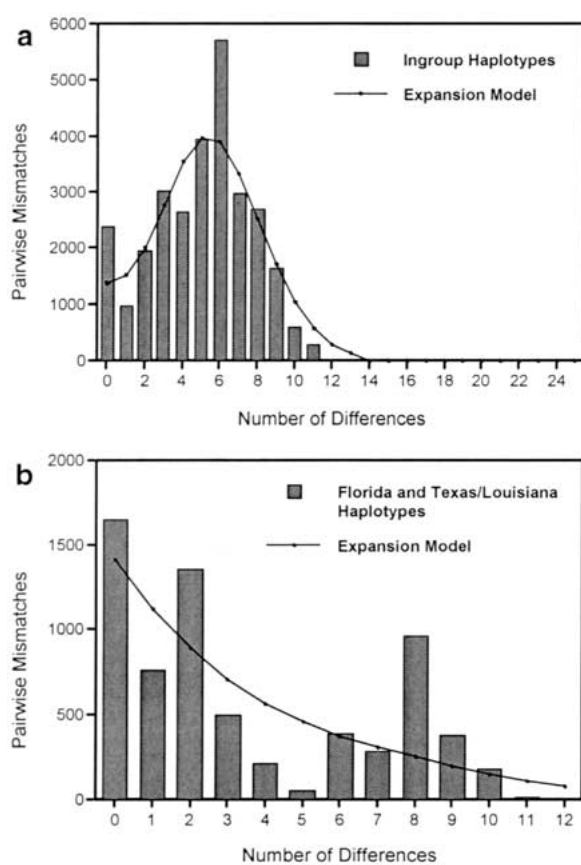 a
6000
5000
4000
3000
2000
1000
0
Pairwise Mismatches
Ingroup Haplotypes
Expansion Model
0 2 4 6 8 10 12 14 16 18 20 22 24
Number of Differences
b
2000
1500
1000
500
0
Pairwise Mismatches
Florida and Texas/Louisiana
Haplotypes
Expansion Model
0 1 2 3 4 5 6 7 8 9 10 11 12
Number of Differences